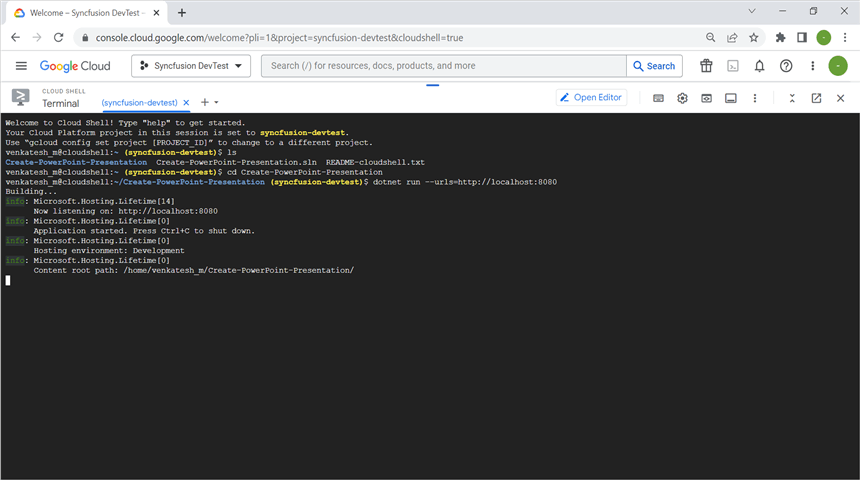 Welcome – Syncfusion DevTest –
console.cloud.google.com/welcome?pli=1&project=syncfusion-devtest&cloudshell=true
Google Cloud Syncfusion DevTest Search (/) for resources, docs, products, and more Search
CLOUD SHELL
Terminal (syncfusion-devtest) Open Editor
Welcome to Cloud Shell! Type "help" to get started.
Your Cloud Platform project in this session is set to syncfusion-devtest.
Use “gcloud config set project [PROJECT_ID]” to change to a different project.
venkatesh_m@cloudshell:~ (syncfusion-devtest)$ ls
Create-PowerPoint-Presentation Create-PowerPoint-Presentation.sln README-cloudshell.txt
venkatesh_m@cloudshell:~ (syncfusion-devtest)$ cd Create-PowerPoint-Presentation
venkatesh_m@cloudshell:~/Create-PowerPoint-Presentation (syncfusion-devtest)$ dotnet run --urls=http://localhost:8080
Building...
info: Microsoft.Hosting.Lifetime[14]
Now listening on: http://localhost:8080
info: Microsoft.Hosting.Lifetime[0]
Application started. Press Ctrl+C to shut down.
info: Microsoft.Hosting.Lifetime[0]
Hosting environment: Development
info: Microsoft.Hosting.Lifetime[0]
Content root path: /home/venkatesh_m/Create-PowerPoint-Presentation/